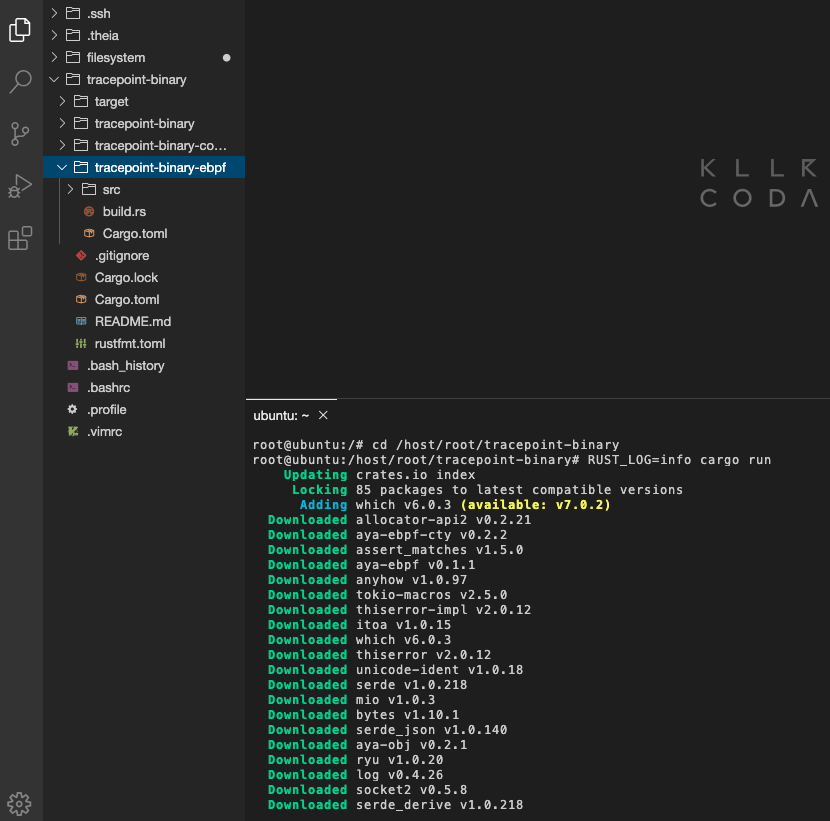 .ssh
.theia
filesystem
tracepoint-binary
target
tracepoint-binary
tracepoint-binary-co...
tracepoint-binary-ebpf
src
build.rs
Cargo.toml
.gitignore
Cargo.lock
Cargo.toml
README.md
rustfmt.toml
.bash_history
.bashrc
.profile
.vimrc
KLLR
CODA
ubuntu: ~
root@ubuntu:/# cd /host/root/tracepoint-binary
root@ubuntu:/host/root/tracepoint-binary# RUST_LOG=info cargo run
Updating crates.io index
Locking 85 packages to latest compatible versions
Adding which v6.0.3 (available: v7.0.2)
Downloaded allocator-api2 v0.2.21
Downloaded aya-ebpf-cty v0.2.2
Downloaded assert_matches v1.5.0
Downloaded aya-ebpf v0.1.1
Downloaded anyhow v1.0.97
Downloaded tokio-macros v2.5.0
Downloaded thiserror-impl v2.0.12
Downloaded itoa v1.0.15
Downloaded which v6.0.3
Downloaded thiserror v2.0.12
Downloaded unicode-ident v1.0.18
Downloaded serde v1.0.218
Downloaded mio v1.0.3
Downloaded bytes v1.10.1
Downloaded serde_json v1.0.140
Downloaded aya-obj v0.2.1
Downloaded ryu v1.0.20
Downloaded log v0.4.26
Downloaded socket2 v0.5.8
Downloaded serde_derive v1.0.218